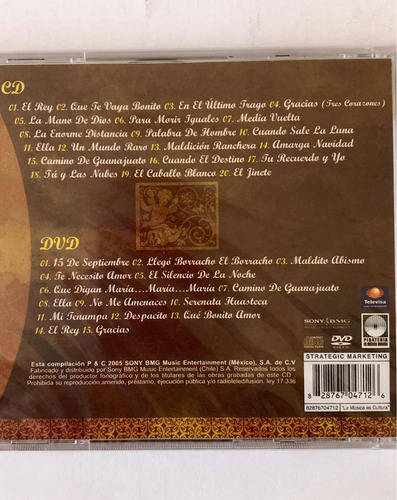 CD
01. El Rey 02. Que Te Vaya Bonito 03. En El Último Trago 04. Gracias (Tres Corazones)
05. La Mano De Dios 06. Para Morir Iguales 07. Media Vuelta
08. La Enorme Distancia 09. Palabra De Hombre 10. Cuando Sale La Luna
11. Ella 12. Un Mundo Raro 13. Maldición Ranchera 14. Amarga Navidad
15. Camino De Guanajuato 16. Cuando El Destino 17. Tu Recuerdo y Yo
18. Tú y Las Nubes 19. El Caballo Blanco 20. El Jinete
DVD
01. 15 De Septiembre 02. Llegó Borracho El Borracho 03. Maldito Abismo
04. Te Necesito Amor 05. El Silencio De La Noche
06. Que Digan María...María...María 07. Camino De Guanajuato
08. Ella 09. No Me Amenaces 10. Serenata Huasteca
11. Mi Tenampa 12. Despacito 13. Qué Bonito Amor
14. El Rey 15. Gracias
Televisa
SONY BMG
DVD
PIRATERIA
Esta compilación P & C 2005 SONY BMG Music Entertainment (México), S.A. de C.V
Fabricado y distribuido por Sony BMG Music Entertainment (Chile) S.A. Reservados todos los
derechos del productor fonográfico y de los titulares de las obras grabadas de este CD
Prohibida su reproducción, arriendo, préstamo, ejecución pública y/o radioteledifusión. ley 17.336
STRATEGIC MARKETING
8 28767 04712 6
82876704712 "La Música es Cultura"